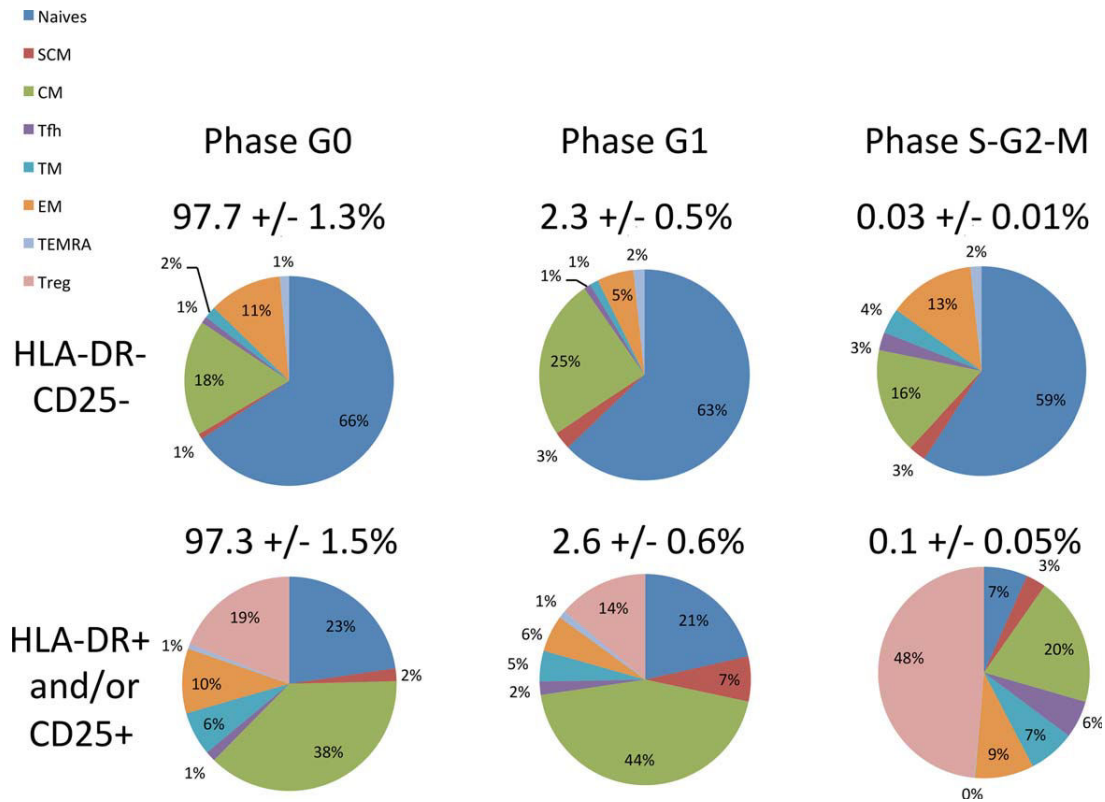 Naives
SCM
CM
Tfh
TM
EM
TEMRA
Treg
Phase G0
Phase G1
Phase S-G2-M
97.7 +/- 1.3%
2.3 +/- 0.5%
0.03 +/- 0.01%
HLA-DR-
CD25-
1%
2%
1%
11%
18%
66%
1%
2%
1%
1%
5%
25%
63%
3%
2%
13%
4%
3%
16%
59%
3%
97.3 +/- 1.5%
2.6 +/- 0.6%
0.1 +/- 0.05%
HLA-DR+
and/or
CD25+
19%
23%
1%
2%
10%
6%
38%
1%
14%
1%
21%
6%
5%
7%
2%
44%
3%
7%
20%
48%
6%
7%
9%
0%